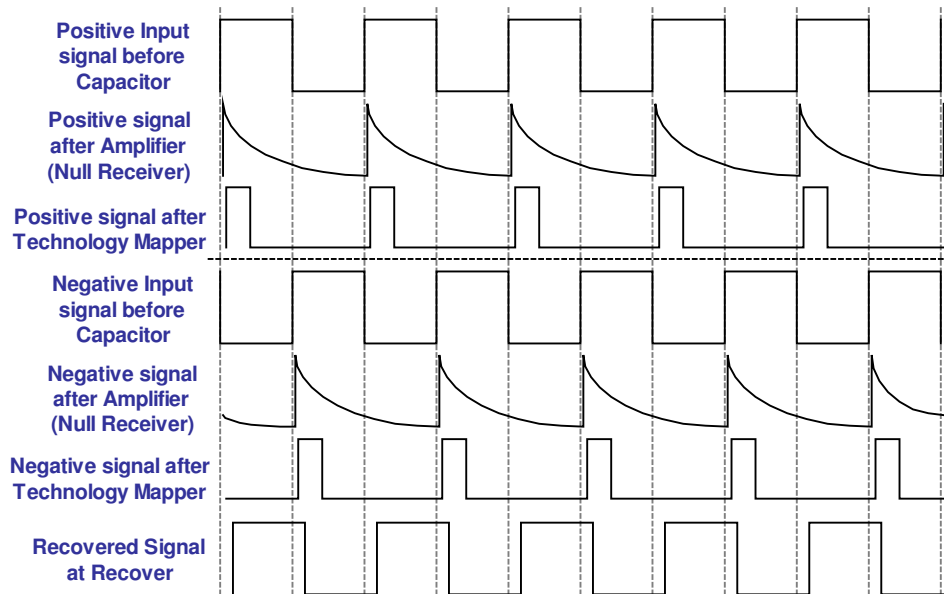 Positive Input
signal before
Capacitor
Positive signal
after Amplifier
(Null Receiver)
Positive signal after
Technology Mapper
Negative Input
signal before
Capacitor
Negative signal
after Amplifier
(Null Receiver)
Negative signal after
Technology Mapper
Recovered Signal
at Recover